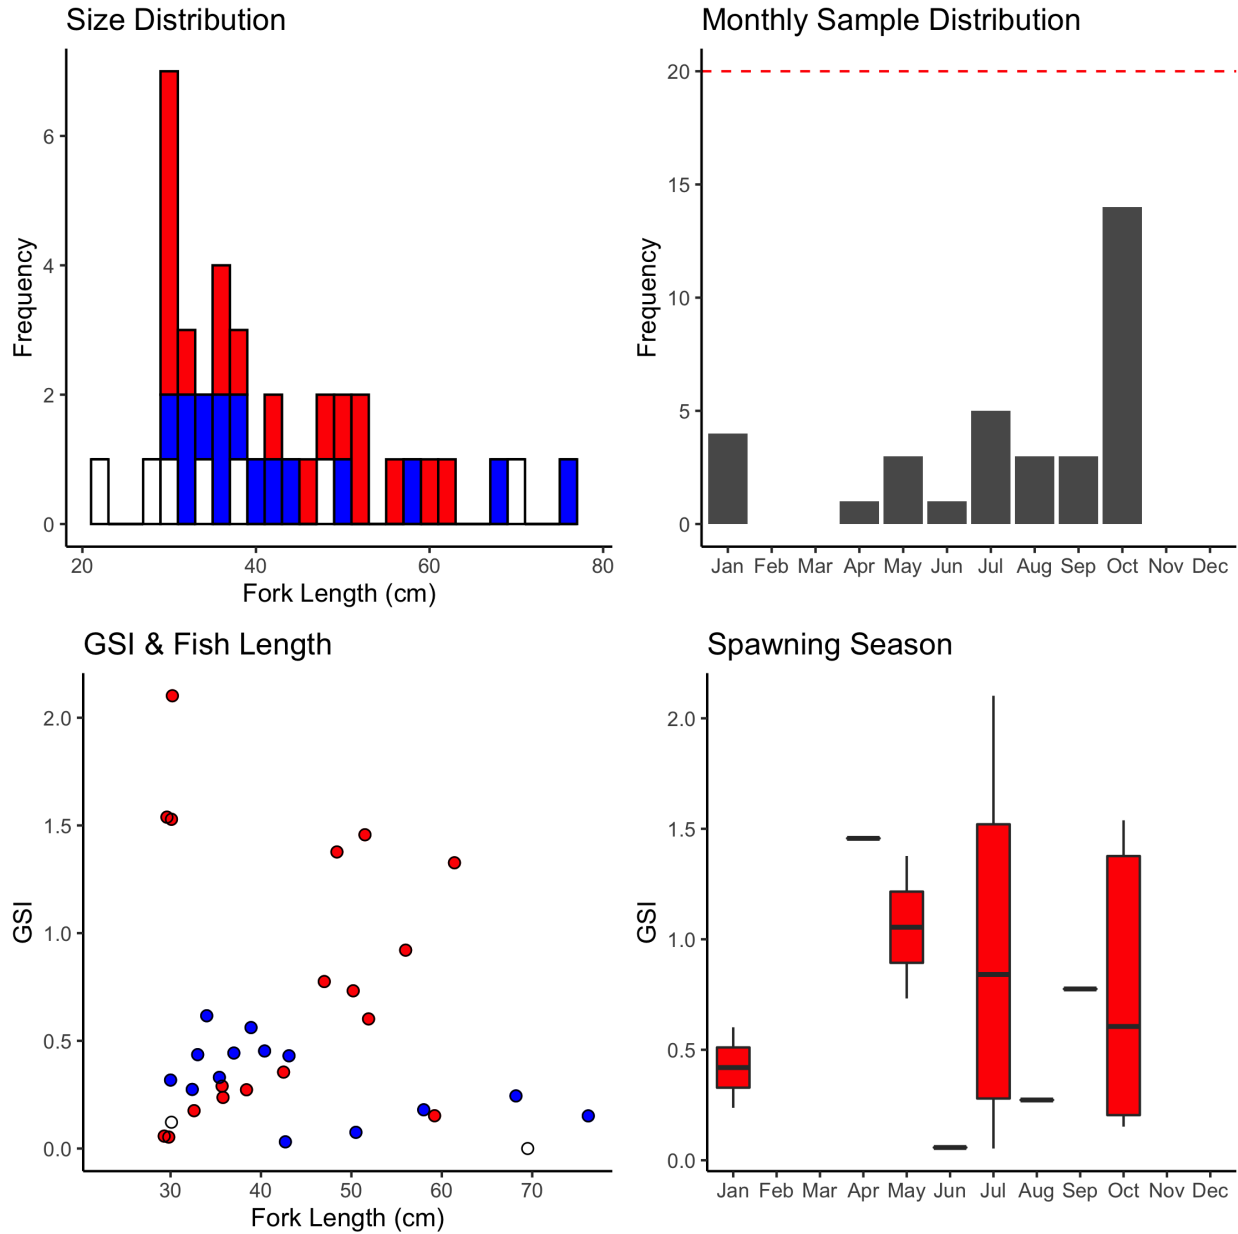 Size Distribution
Frequency
6
4
2
0
20 40 60 80
Fork Length (cm)
Monthly Sample Distribution
Frequency
20
15
10
5
0
Jan Feb Mar Apr May Jun Jul Aug Sep Oct Nov Dec
GSI & Fish Length
GSI
2.0
1.5
1.0
0.5
0.0
30 40 50 60 70
Fork Length (cm)
Spawning Season
GSI
2.0
1.5
1.0
0.5
0.0
Jan Feb Mar Apr May Jun Jul Aug Sep Oct Nov Dec